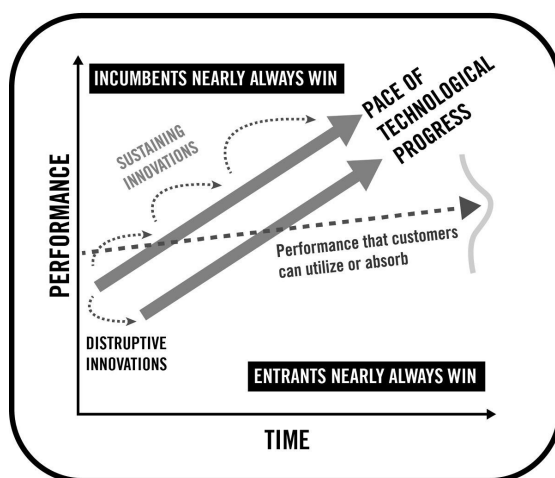 INCUMBENTS NEARLY ALWAYS WIN
PACE OF
TECHNOLOGICAL
PROGRESS
SUSTAINING
INNOVATIONS
PERFORMANCE
Performance that customers
can utilize or absorb
DISTRUPTIVE
INNOVATIONS
ENTRANTS NEARLY ALWAYS WIN
TIME